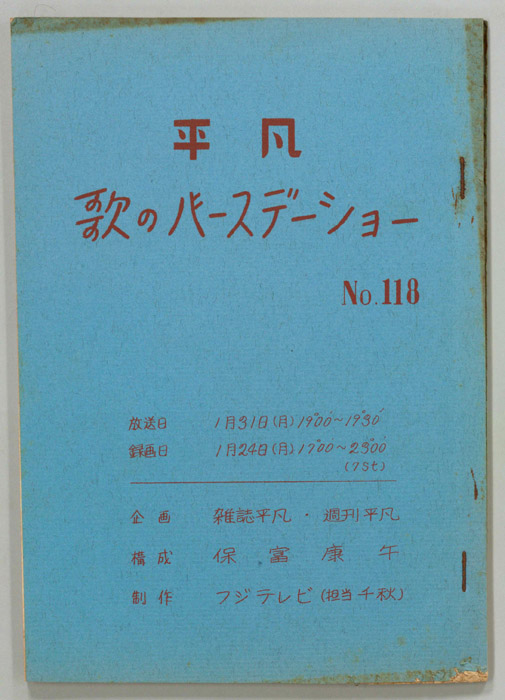 平凡
歌のバースデーショー
No.118
放送日 1月31日(月)19°00′~19°30′
録画日 1月24日(月)17°00′~23°00′
(7St)
企画 雑誌平凡・週刊平凡
構成 保富康午
制作 フジテレビ(担当千秋)